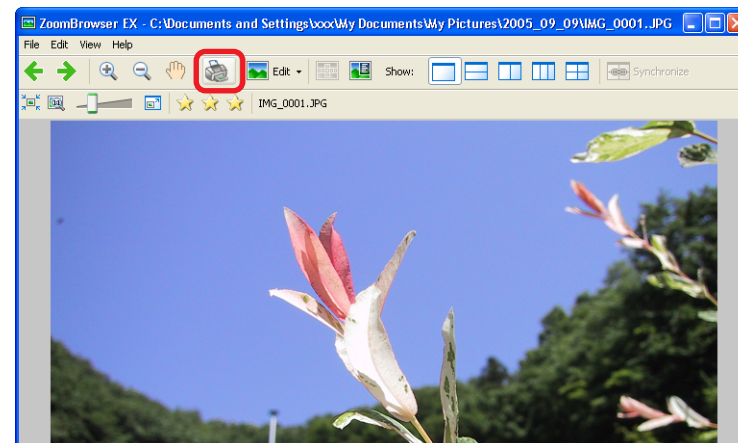 ZoomBrowser EX - C:\Documents and Settings\xxx\My Documents\My Pictures\2005_09_09\IMG_0001.JPG
File Edit View Help
Edit Show: Synchronize
IMG_0001.JPG